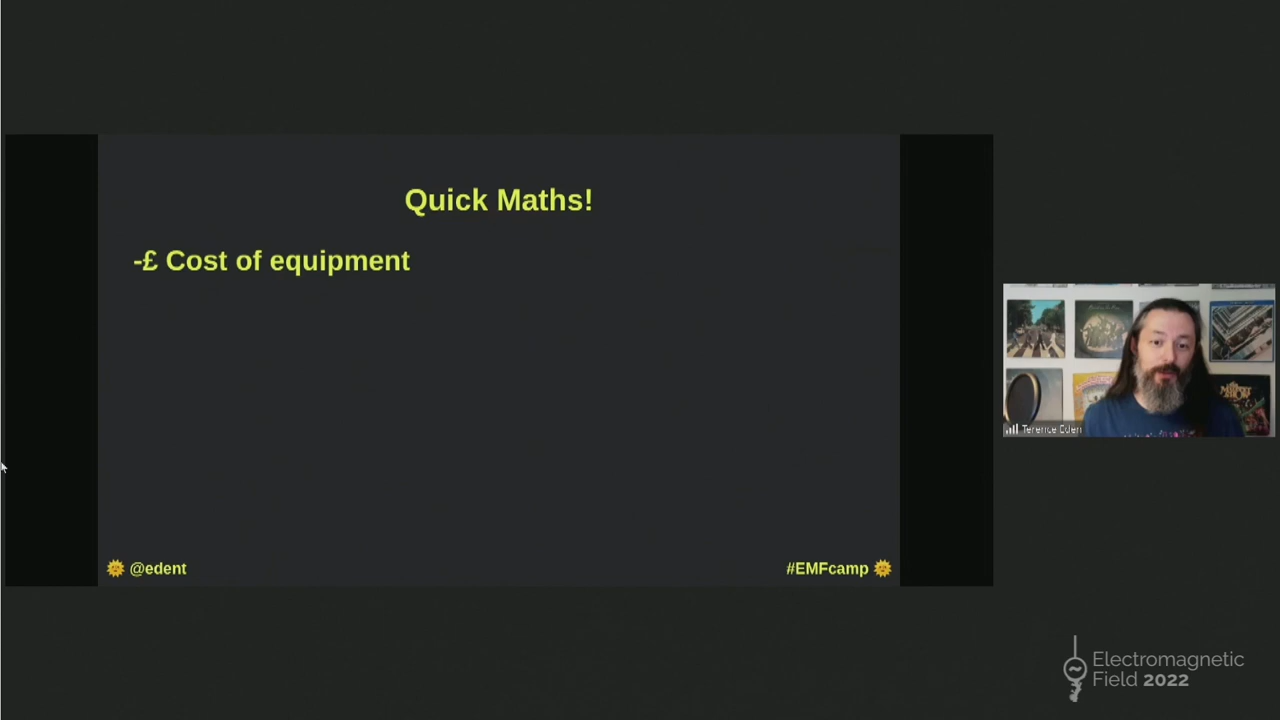 Quick Maths!
-£ Cost of equipment
@edent
#EMFcamp
Terence Eden
Electromagnetic
Field 2022